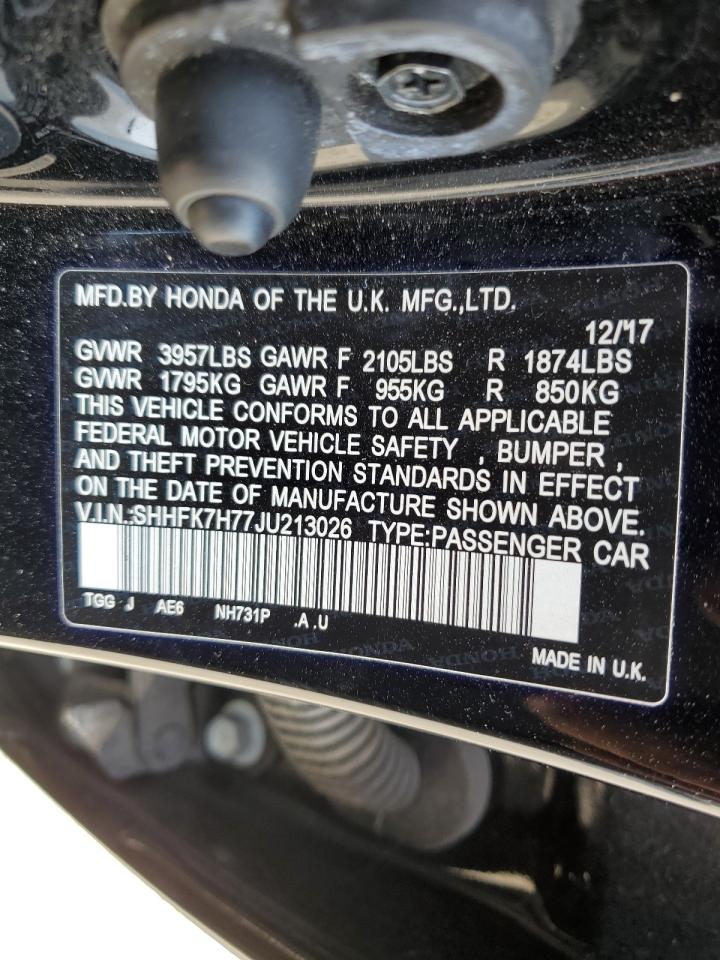 MFD.BY HONDA OF THE U.K. MFG.,LTD.
12/17
GVWR 3957LBS GAWR F 2105LBS R 1874LBS
GVWR 1795KG GAWR F 955KG R 850KG
THIS VEHICLE CONFORMS TO ALL APPLICABLE
FEDERAL MOTOR VEHICLE SAFETY , BUMPER ,
AND THEFT PREVENTION STANDARDS IN EFFECT
ON THE DATE OF MANUFACTURE SHOWN ABOVE.
V.I.N.:SHHFK7H77JU213026 TYPE:PASSENGER CAR
TGG J AE6 NH731P .A .U
HONDA HONDA
MADE IN U.K.